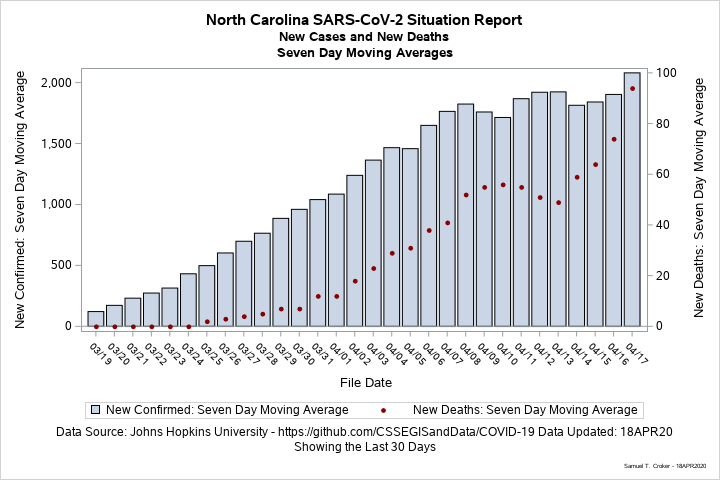 North Carolina SARS-CoV-2 Situation Report
New Cases and New Deaths
Seven Day Moving Averages
New Confirmed: Seven Day Moving Average
2,000
1,500
1,000
500
0
100
80
60
40
20
0
New Deaths: Seven Day Moving Average
03/19 03/20 03/21 03/22 03/23 03/24 03/25 03/26 03/27 03/28 03/29 03/30 03/31 04/01 04/02 04/03 04/04 04/05 04/06 04/07 04/08 04/09 04/10 04/11 04/12 04/13 04/14 04/15 04/16 04/17
File Date
New Confirmed: Seven Day Moving Average New Deaths: Seven Day Moving Average
Data Source: Johns Hopkins University - https://github.com/CSSEGISandData/COVID-19 Data Updated: 18APR20
Showing the Last 30 Days
Samuel T. Croker - 18APR2020